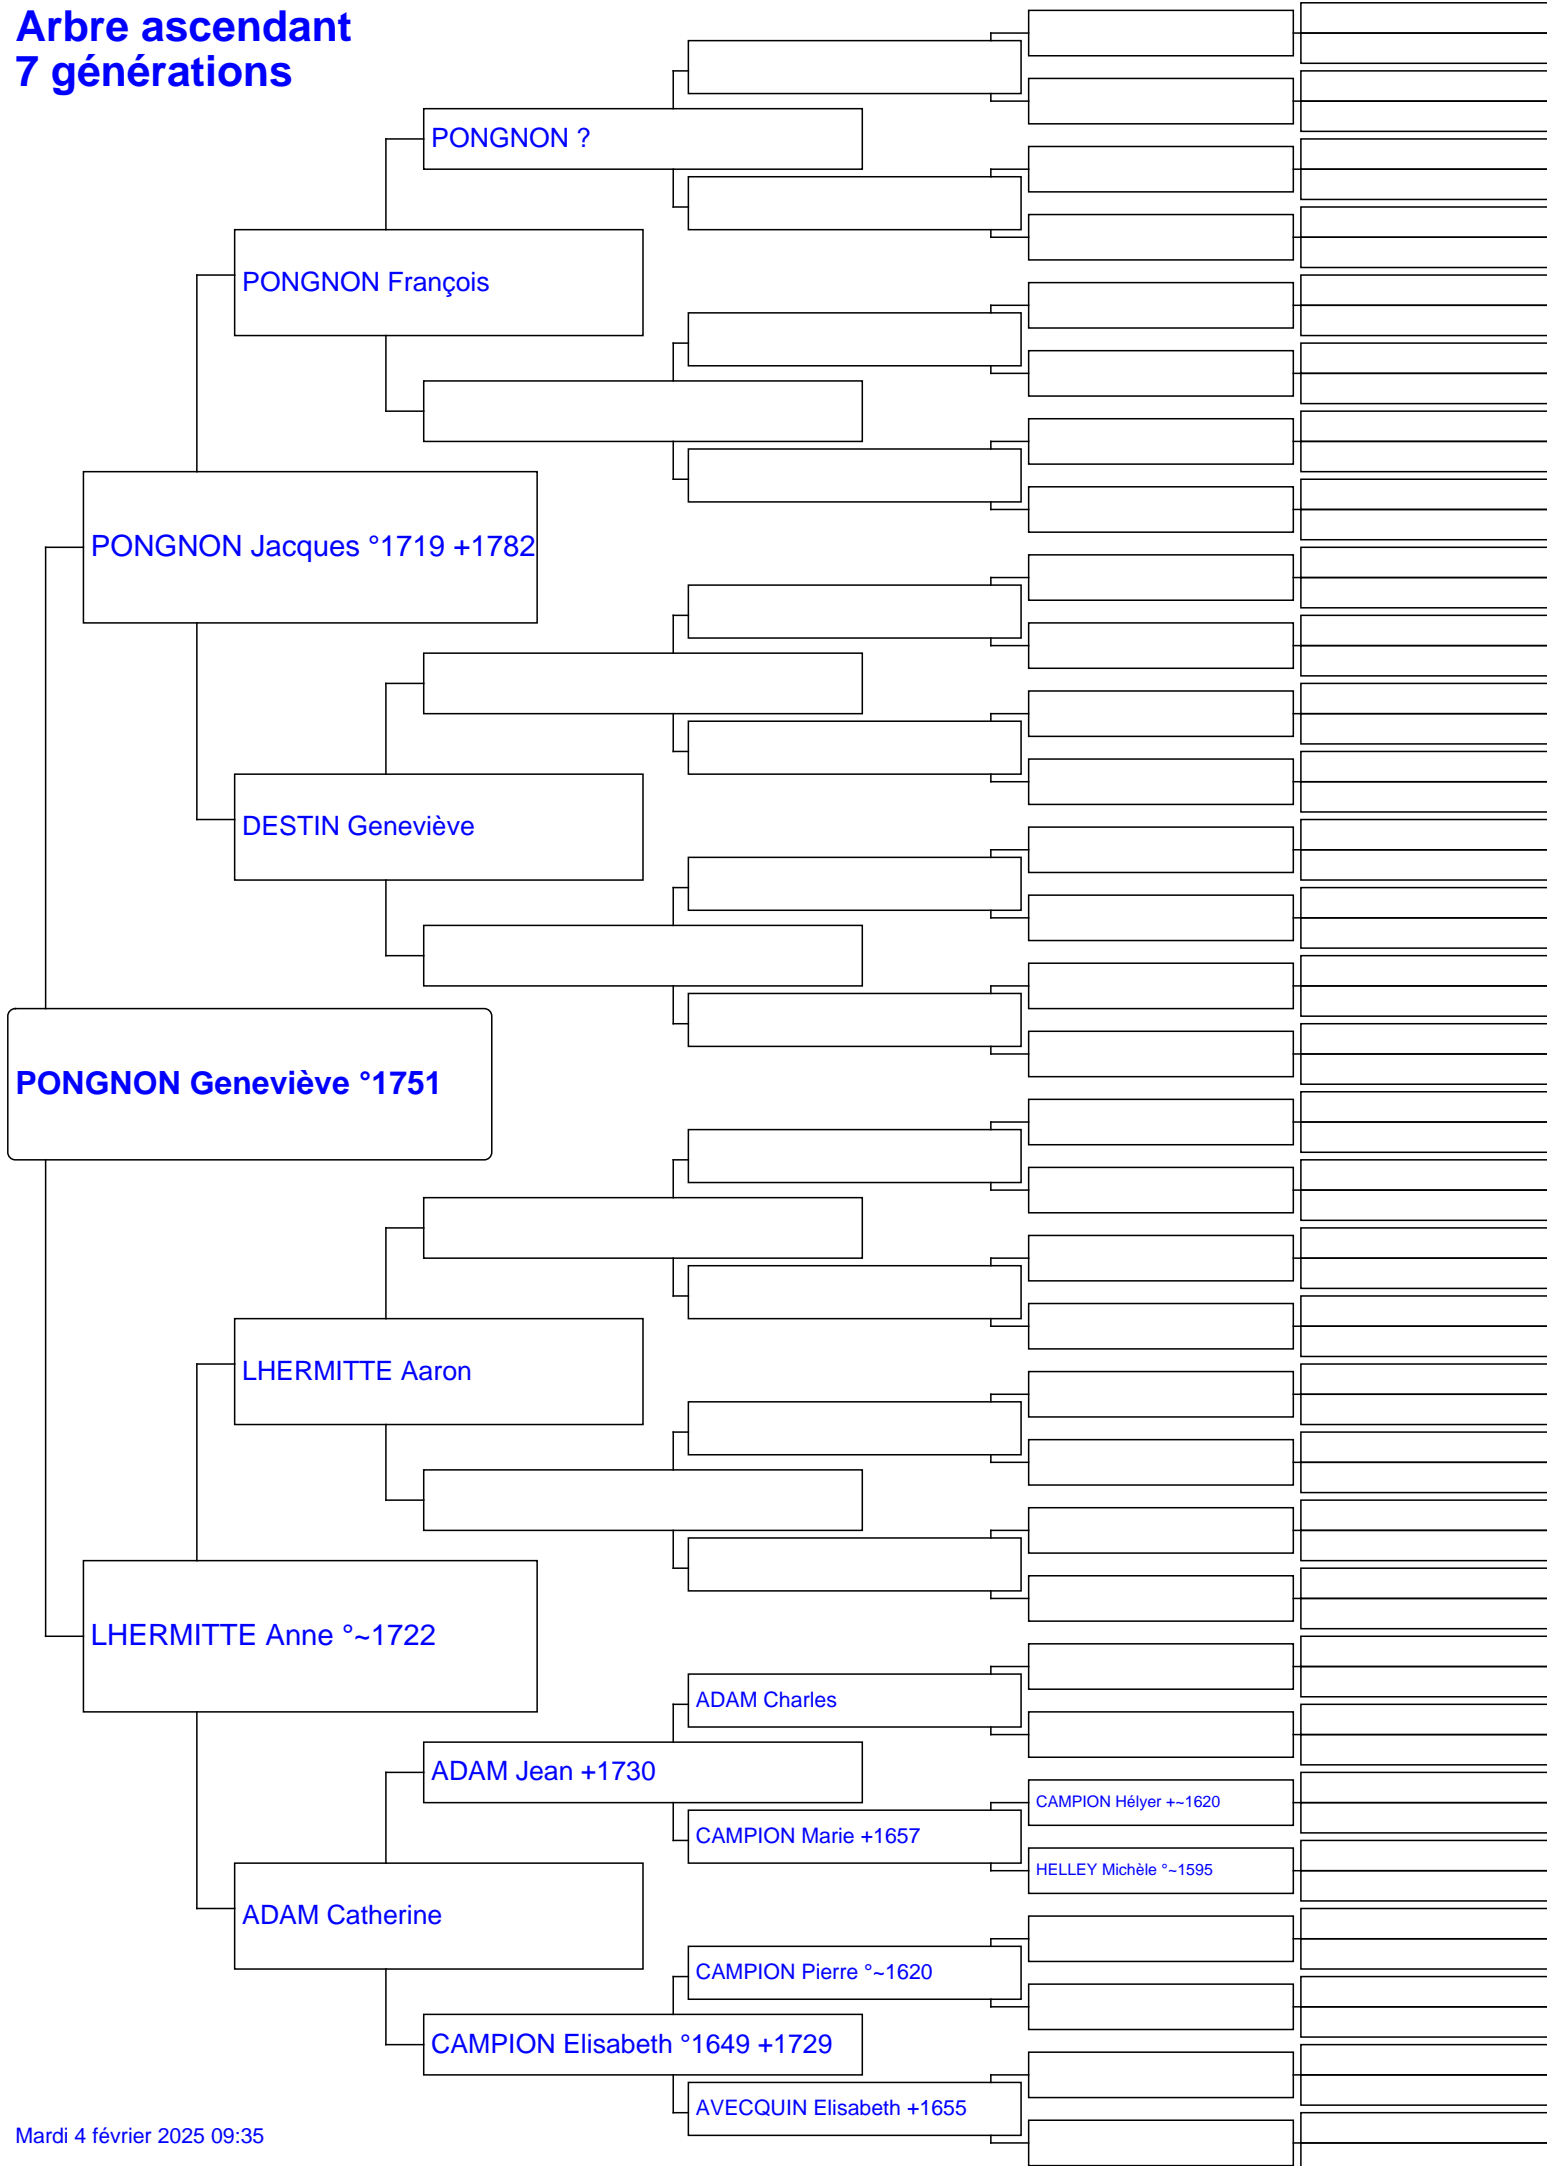 Arbre ascendant
7 générations
PONGNON ?
PONGNON François
PONGNON Jacques °1719 +1782
DESTIN Geneviève
PONGNON Geneviève °1751
LHERMITTE Aaron
LHERMITTE Anne °~1722
ADAM Charles
ADAM Jean +1730
CAMPION Hélyer +~1620
CAMPION Marie +1657
HELLEY Michèle °~1595
ADAM Catherine
CAMPION Pierre °~1620
CAMPION Elisabeth °1649 +1729
AVECQUIN Elisabeth +1655
Mardi 4 février 2025 09:35